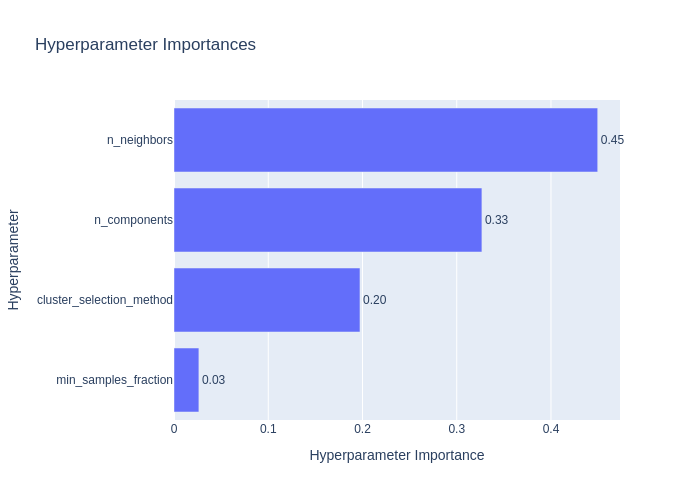 Hyperparameter Importances
n_neighbors
0.45
n_components
0.33
cluster_selection_method
0.20
min_samples_fraction
0.03
0
0.1
0.2
0.3
0.4
Hyperparameter Importance
Hyperparameter